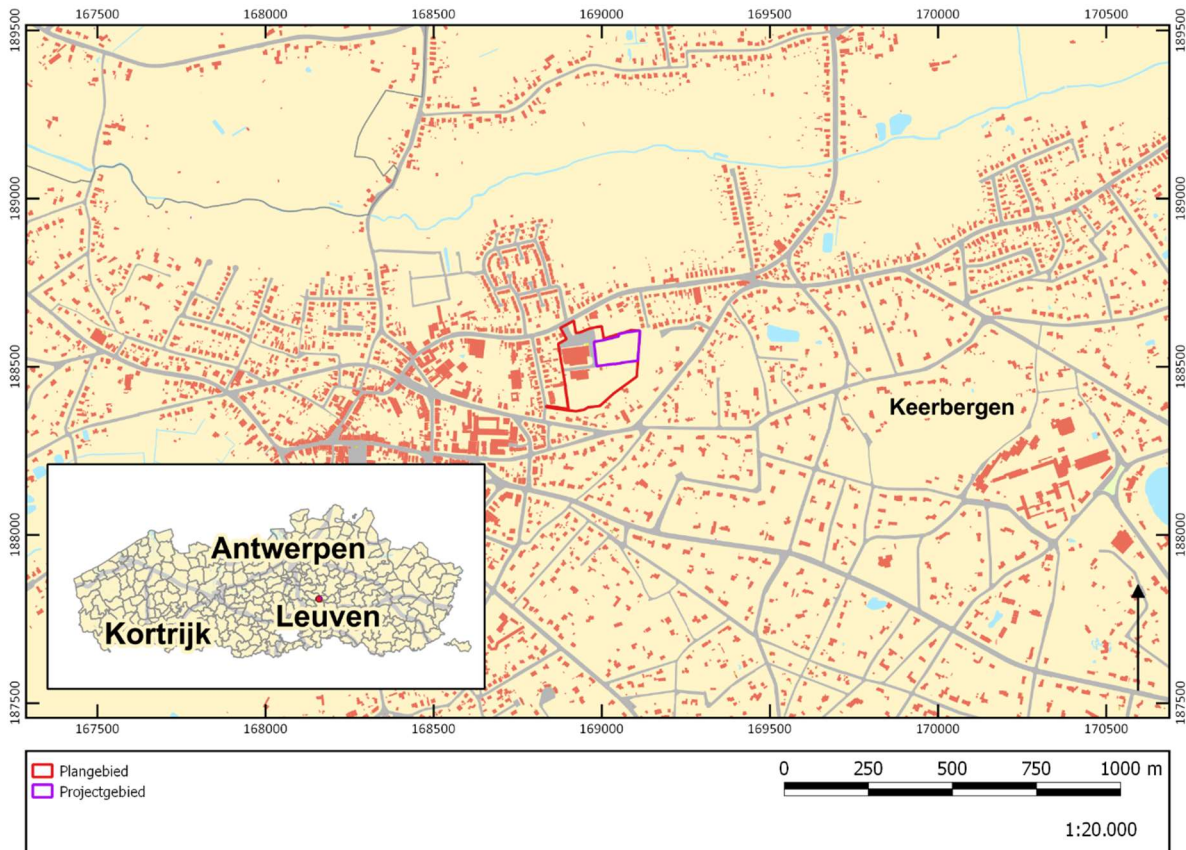 167500 168000 168500 169000 169500 170000 170500
189500 189500
189000 189000
188500 188500
Keerbergen
188000 188000
Antwerpen
Leuven
Kortrijk
187500 187500
167500 168000 168500 169000 169500 170000 170500
Plangebied
Projectgebied
0 250 500 750 1000 m
1:20.000